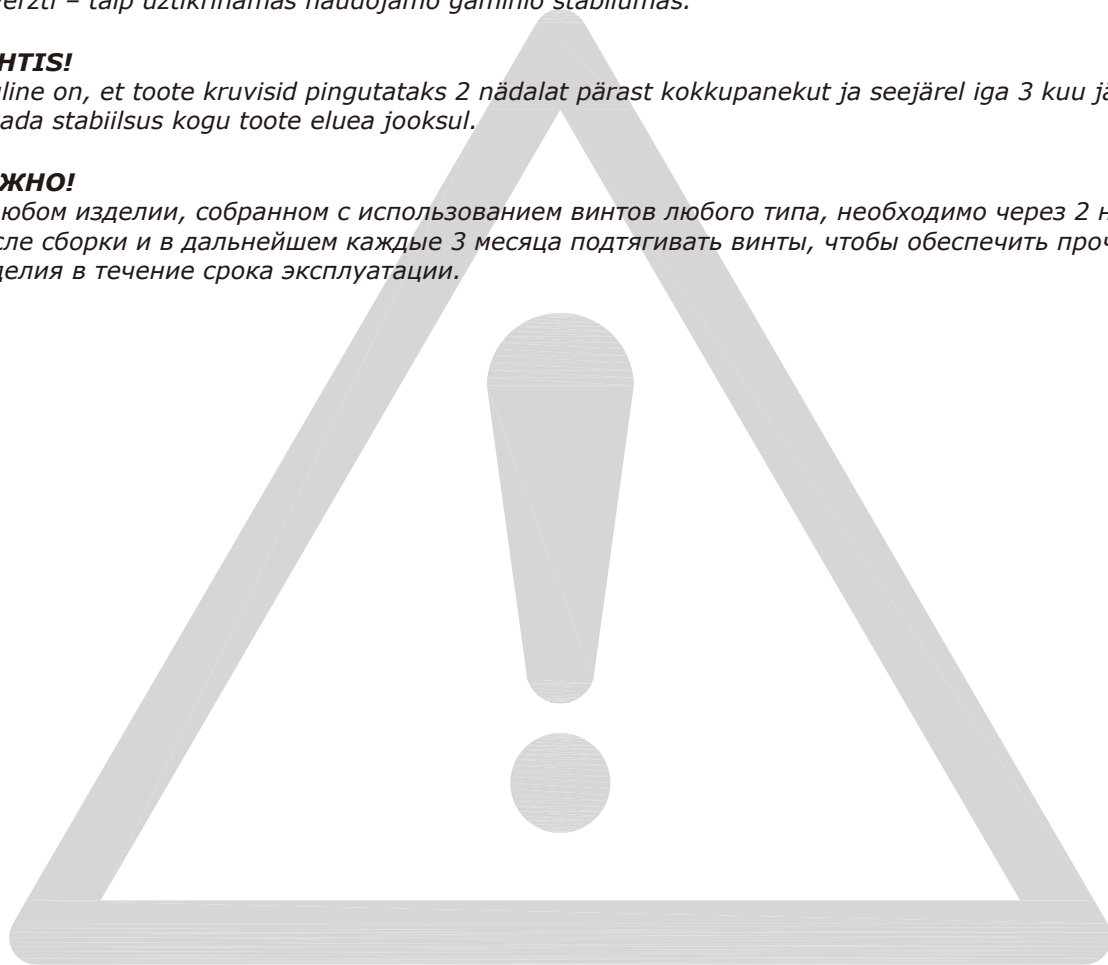 – taip užtikrinamas naudojamo gaminio stabilumas.
HTIS!
line on, et toote kruvisid pingutataks 2 nädalat pärast kokkupanekut ja seejärel iga 3 kuu jä
ada stabiilsus kogu toote eluea jooksul.
ЖНО!
юбом изделии, собранном с использованием винтов любого типа, необходимо через 2 н
сле сборки и в дальнейшем каждые 3 месяца подтягивать винты, чтобы обеспечить проч
делия в течение срока эксплуатации.